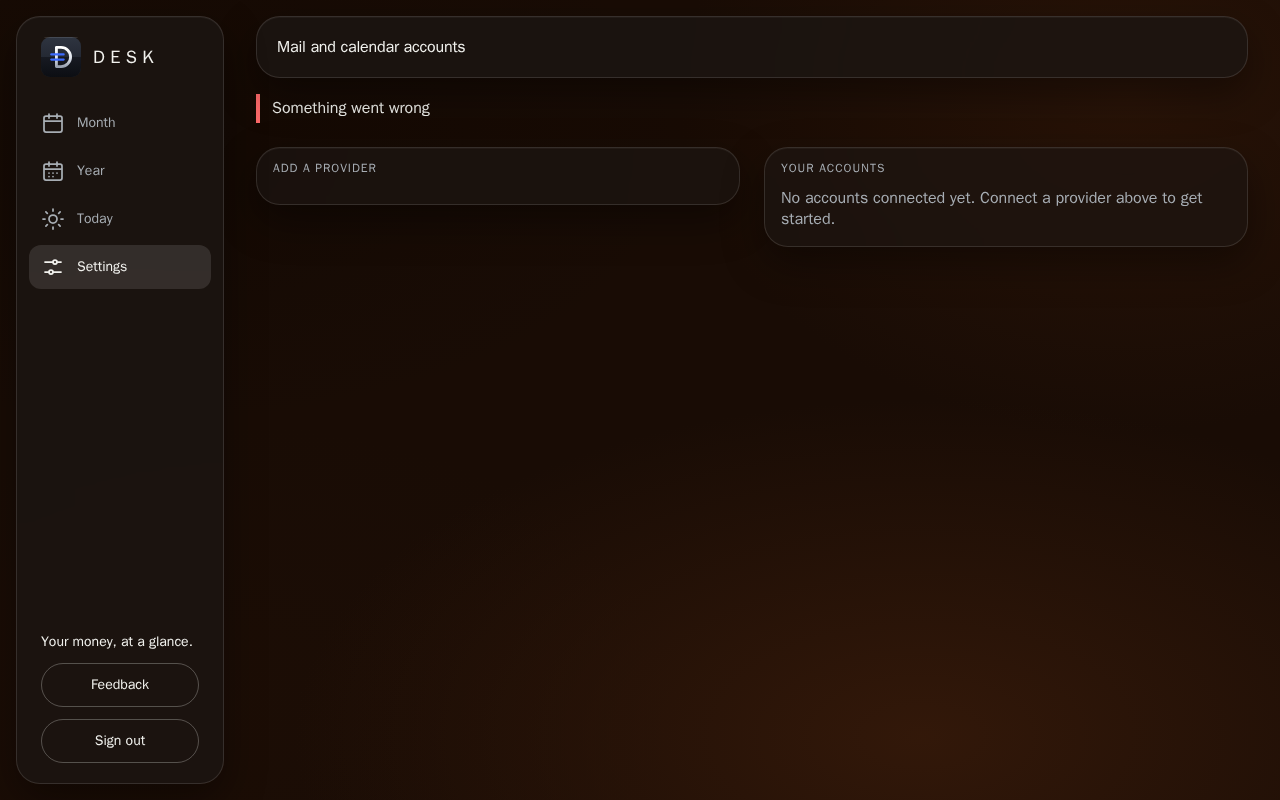 DESK
Month
Year
Today
Settings
Your money, at a glance.
Feedback
Sign out
Mail and calendar accounts
Something went wrong
ADD A PROVIDER
YOUR ACCOUNTS
No accounts connected yet. Connect a provider above to get
started.